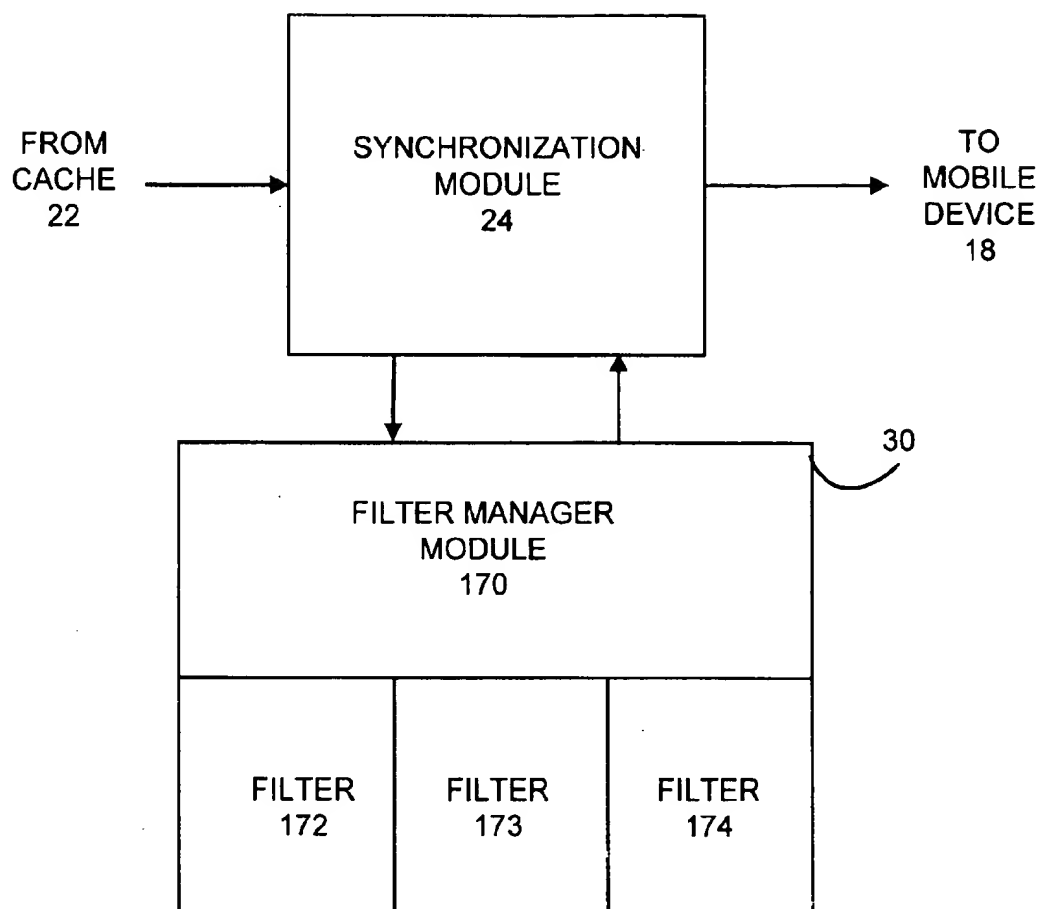 FROM
CACHE
22
SYNCHRONIZATION
MODULE
24
TO
MOBILE
DEVICE
18
30
FILTER MANAGER
MODULE
170
FILTER
172
FILTER
173
FILTER
174